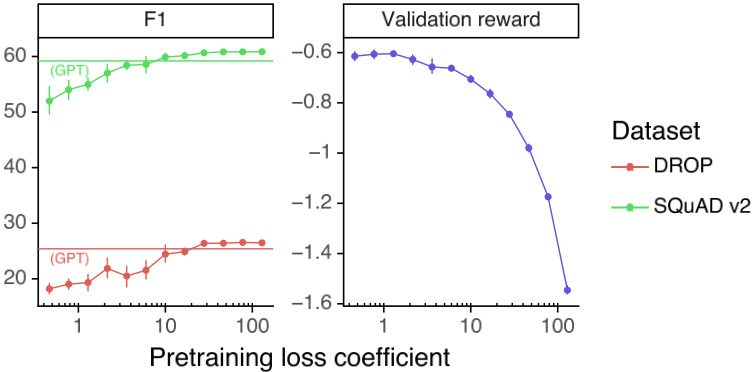 F1
Validation reward
60
50
40
30
20
(GPT)
(GPT)
1
10
100
−0.6
−0.8
−1
−1.2
−1.4
−1.6
1
10
100
Pretraining loss coefficient
Dataset
DROP
SQuAD v2